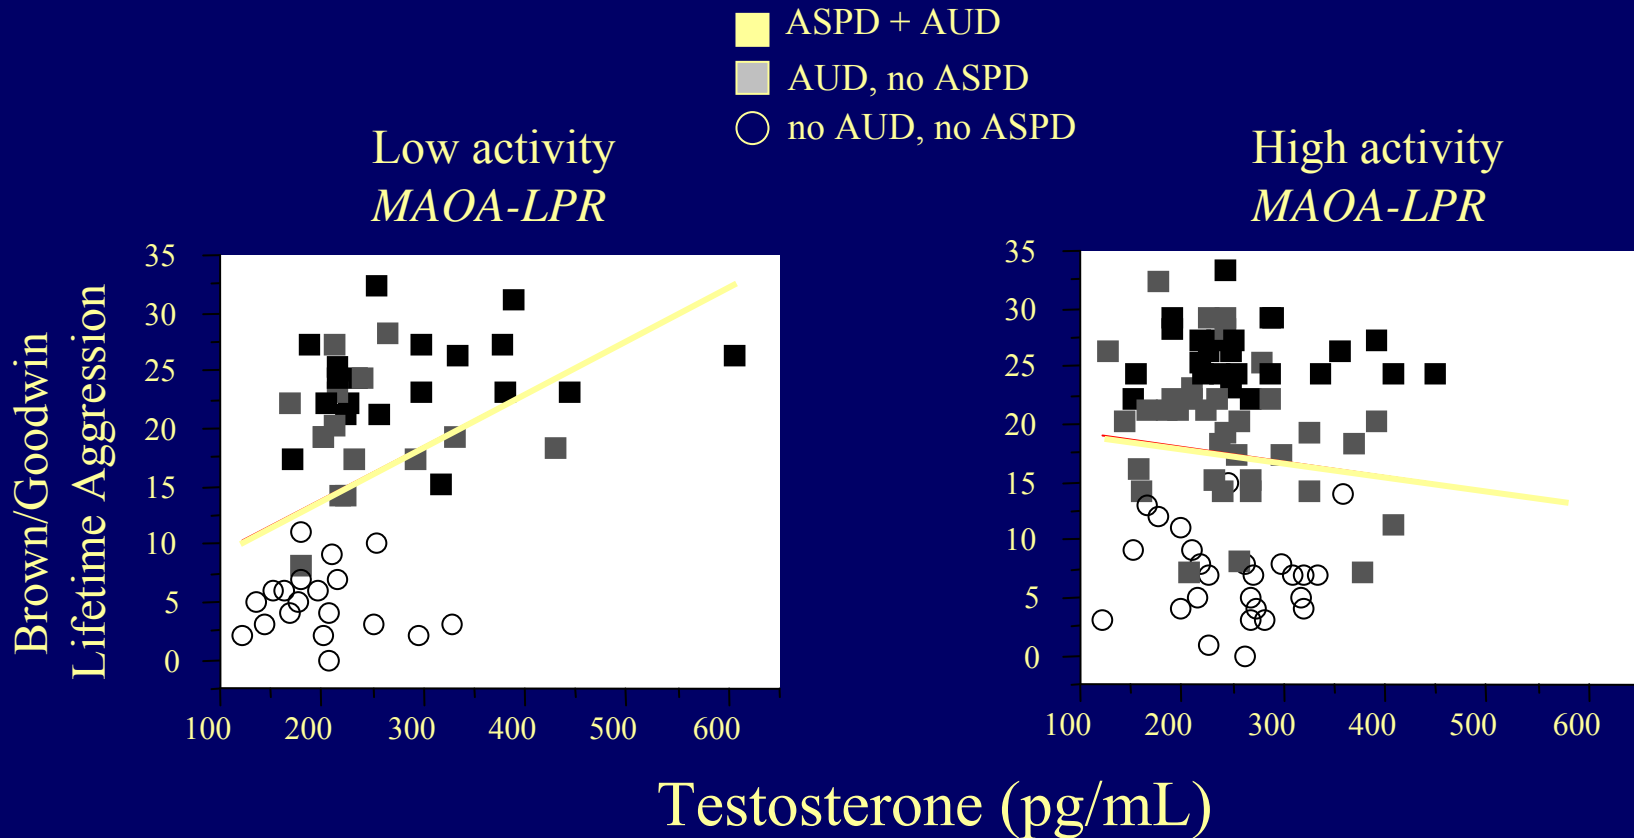 ASPD + AUD
AUD, no ASPD
no AUD, no ASPD
Low activity
MAOA-LPR
High activity
MAOA-LPR
Brown/Goodwin
Lifetime Aggression
35
30
25
20
15
10
5
0
100 200 300 400 500 600
35
30
25
20
15
10
5
0
100 200 300 400 500 600
Testosterone (pg/mL)